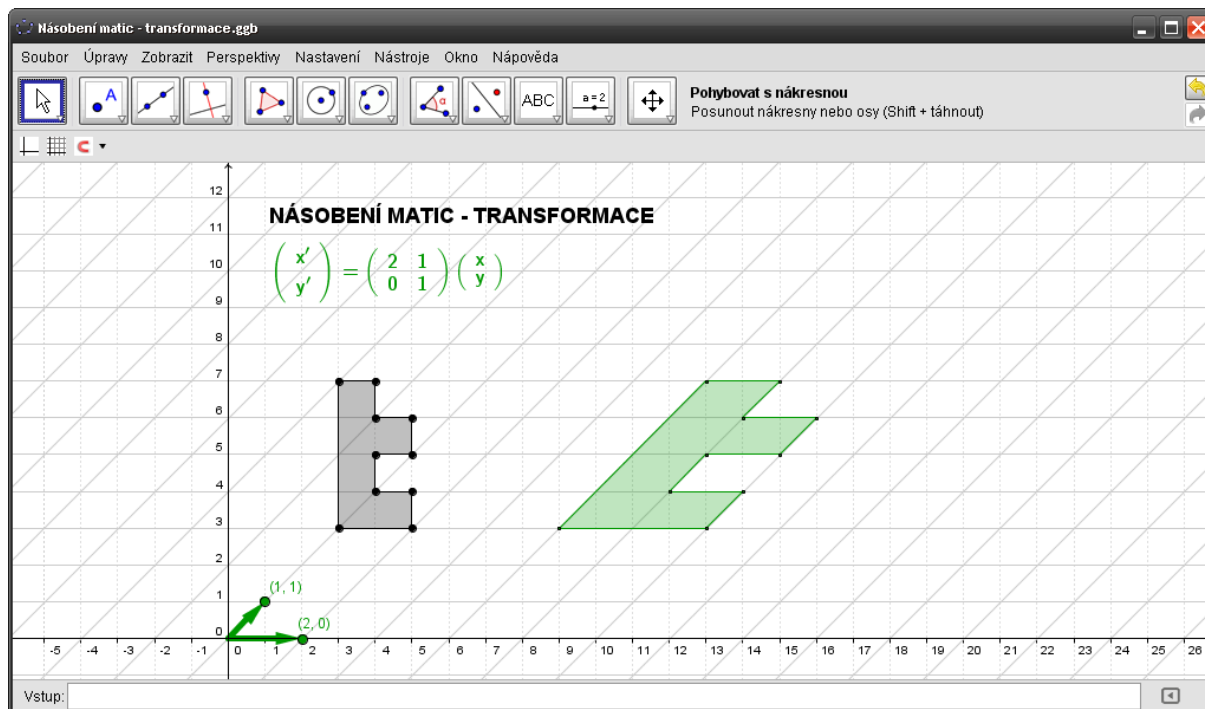 Násobení matic - transformace.ggb
Soubor Úpravy Zobrazit Perspektivy Nastavení Nástroje Okno Nápověda
A α ABC a=2
Pohybovat s nákresnou
Posunout nákresny nebo osy (Shift + táhnout)
NÁSOBENÍ MATIC - TRANSFORMACE
(x′ y′) = (2 1 0 1) (x y)
12
11
10
9
8
7
6
5
4
3
2
1
0
(1, 1)
(2, 0)
-5 -4 -3 -2 -1 0 1 2 3 4 5 6 7 8 9 10 11 12 13 14 15 16 17 18 19 20 21 22 23 24 25 26
Vstup: